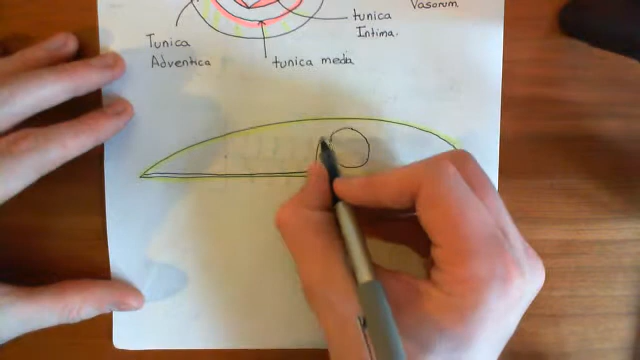 Vasorum
tunica
Intima.
Tunica
Adventica
tunica media